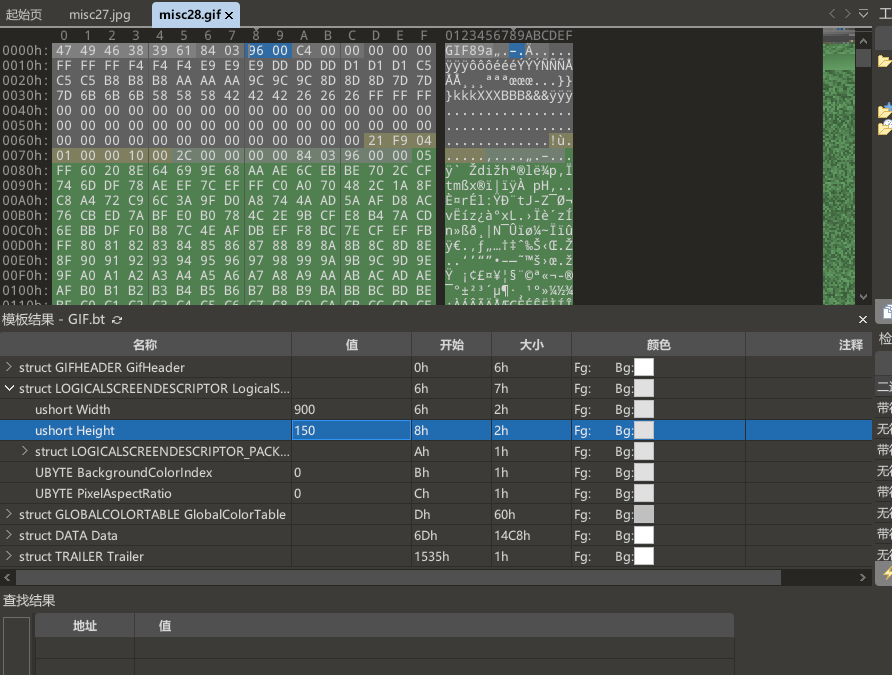 起始页 misc27.jpg misc28.gif × 工
0 1 2 3 4 5 6 7 8 9 A B C D E F 0123456789ABCDEF
0000h: 47 49 46 38 39 61 84 03 96 00 C4 00 00 00 00 00 GIF89a„.–.Ä.....
0010h: FF FF FF F4 F4 F4 E9 E9 E9 DD DD DD D1 D1 D1 C5 ÿÿÿôôôéééÝÝÝÑÑÑÅ
0020h: C5 C5 B8 B8 B8 AA AA AA 9C 9C 9C 8D 8D 8D 7D 7D ÅÅ¸¸¸ªªªœœœ...}}
0030h: 7D 6B 6B 6B 58 58 58 42 42 42 26 26 26 FF FF FF }kkkXXXBBB&&&ÿÿÿ
0040h: 00 00 00 00 00 00 00 00 00 00 00 00 00 00 00 00 ................
0050h: 00 00 00 00 00 00 00 00 00 00 00 00 00 00 00 00 ................
0060h: 00 00 00 00 00 00 00 00 00 00 00 00 00 21 F9 04 .............!ù.
0070h: 01 00 00 10 00 2C 00 00 00 00 84 03 96 00 00 05 .....,....„.–...
0080h: FF 60 20 8E 64 69 9E 68 AA AE 6C EB BE 70 2C CF ÿ` Ždižhª®lë¾p,Ï
0090h: 74 6D DF 78 AE EF 7C EF FF C0 A0 70 48 2C 1A 8F tmßx®ï|ïÿÀ pH,..
00A0h: C8 A4 72 C9 6C 3A 9F D0 A8 74 4A AD 5A AF D8 AC È¤rÉl:ŸÐ¨tJ-Z¯Ø¬
00B0h: 76 CB ED 7A BF E0 B0 78 4C 2E 9B CF E8 B4 7A CD vËíz¿à°xL.›Ïè´zÍ
00C0h: 6E BB DF F0 B8 7C 4E AF DB EF F8 BC 7E CF EF FB n»ßð¸|N¯Ûïø¼~Ïïû
00D0h: FF 80 81 82 83 84 85 86 87 88 89 8A 8B 8C 8D 8E ÿ€.‚ƒ„…†‡ˆ‰Š‹Œ.Ž
00E0h: 8F 90 91 92 93 94 95 96 97 98 99 9A 9B 9C 9D 9E ..‘’“”•–—˜™š›œ.ž
00F0h: 9F A0 A1 A2 A3 A4 A5 A6 A7 A8 A9 AA AB AC AD AE Ÿ ¡¢£¤¥¦§¨©ª«¬-®
0100h: AF B0 B1 B2 B3 B4 B5 B6 B7 B8 B9 BA BB BC BD BE ¯°±²³´µ¶·¸¹º»¼½¾
模板结果 - GIF.bt ×
名称 值 开始 大小 颜色 注释
struct GIFHEADER GifHeader 0h 6h Fg: Bg:
struct LOGICALSCREENDESCRIPTOR LogicalS... 6h 7h Fg: Bg:
ushort Width 900 6h 2h Fg: Bg:
ushort Height 150 8h 2h Fg: Bg:
struct LOGICALSCREENDESCRIPTOR_PACK... Ah 1h Fg: Bg:
UBYTE BackgroundColorIndex 0 Bh 1h Fg: Bg:
UBYTE PixelAspectRatio 0 Ch 1h Fg: Bg:
struct GLOBALCOLORTABLE GlobalColorTable Dh 60h Fg: Bg:
struct DATA Data 6Dh 14C8h Fg: Bg:
struct TRAILER Trailer 1535h 1h Fg: Bg:
查找结果
地址 值